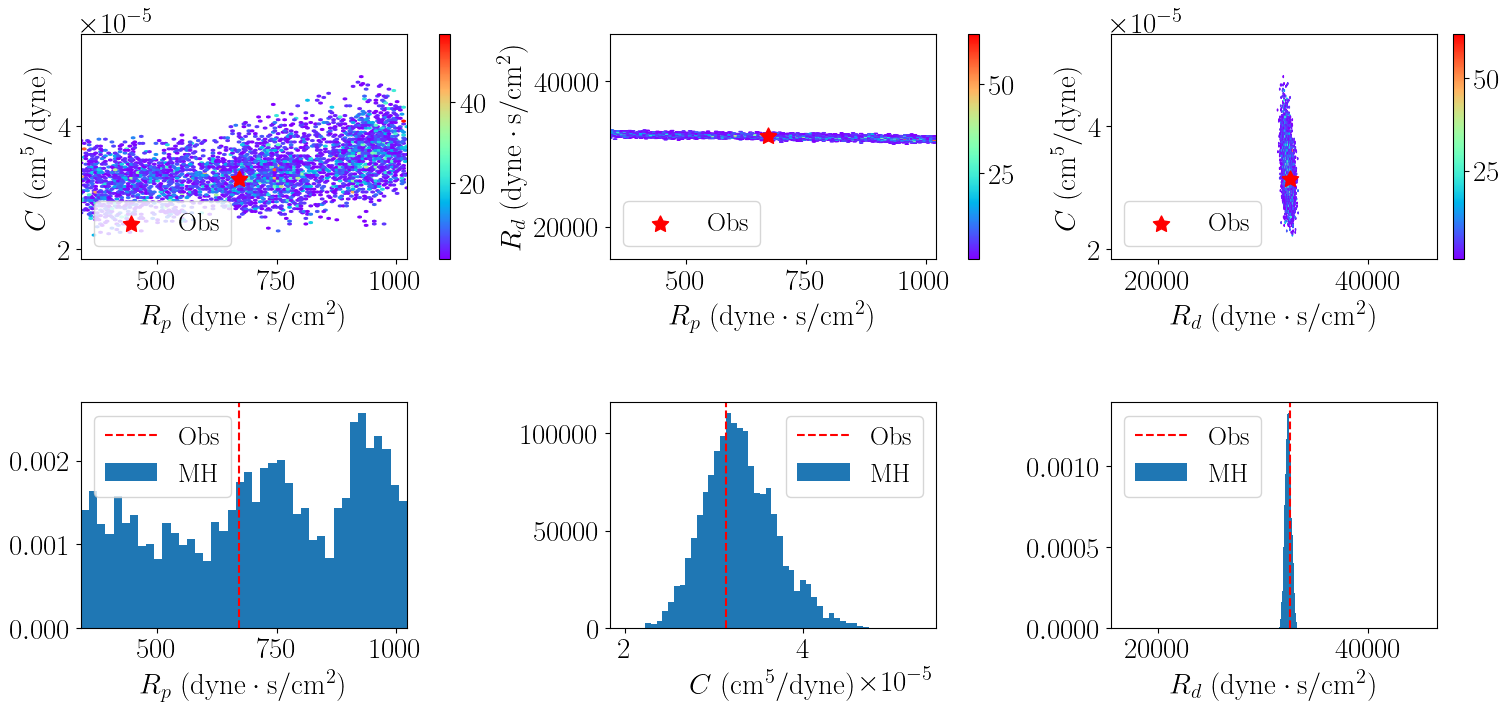 ×10⁻⁵
C (cm⁵/dyne)
4
2
500
750
1000
R_p (dyne · s/cm²)
40
20
Obs
R_d (dyne · s/cm²)
40000
20000
500
750
1000
R_p (dyne · s/cm²)
50
25
Obs
×10⁻⁵
C (cm⁵/dyne)
4
2
20000
40000
R_d (dyne · s/cm²)
50
25
Obs
0.002
0.001
0.000
500
750
1000
R_p (dyne · s/cm²)
Obs
MH
100000
50000
0
2
4
C (cm⁵/dyne) ×10⁻⁵
Obs
MH
0.0010
0.0005
0.0000
20000
40000
R_d (dyne · s/cm²)
Obs
MH